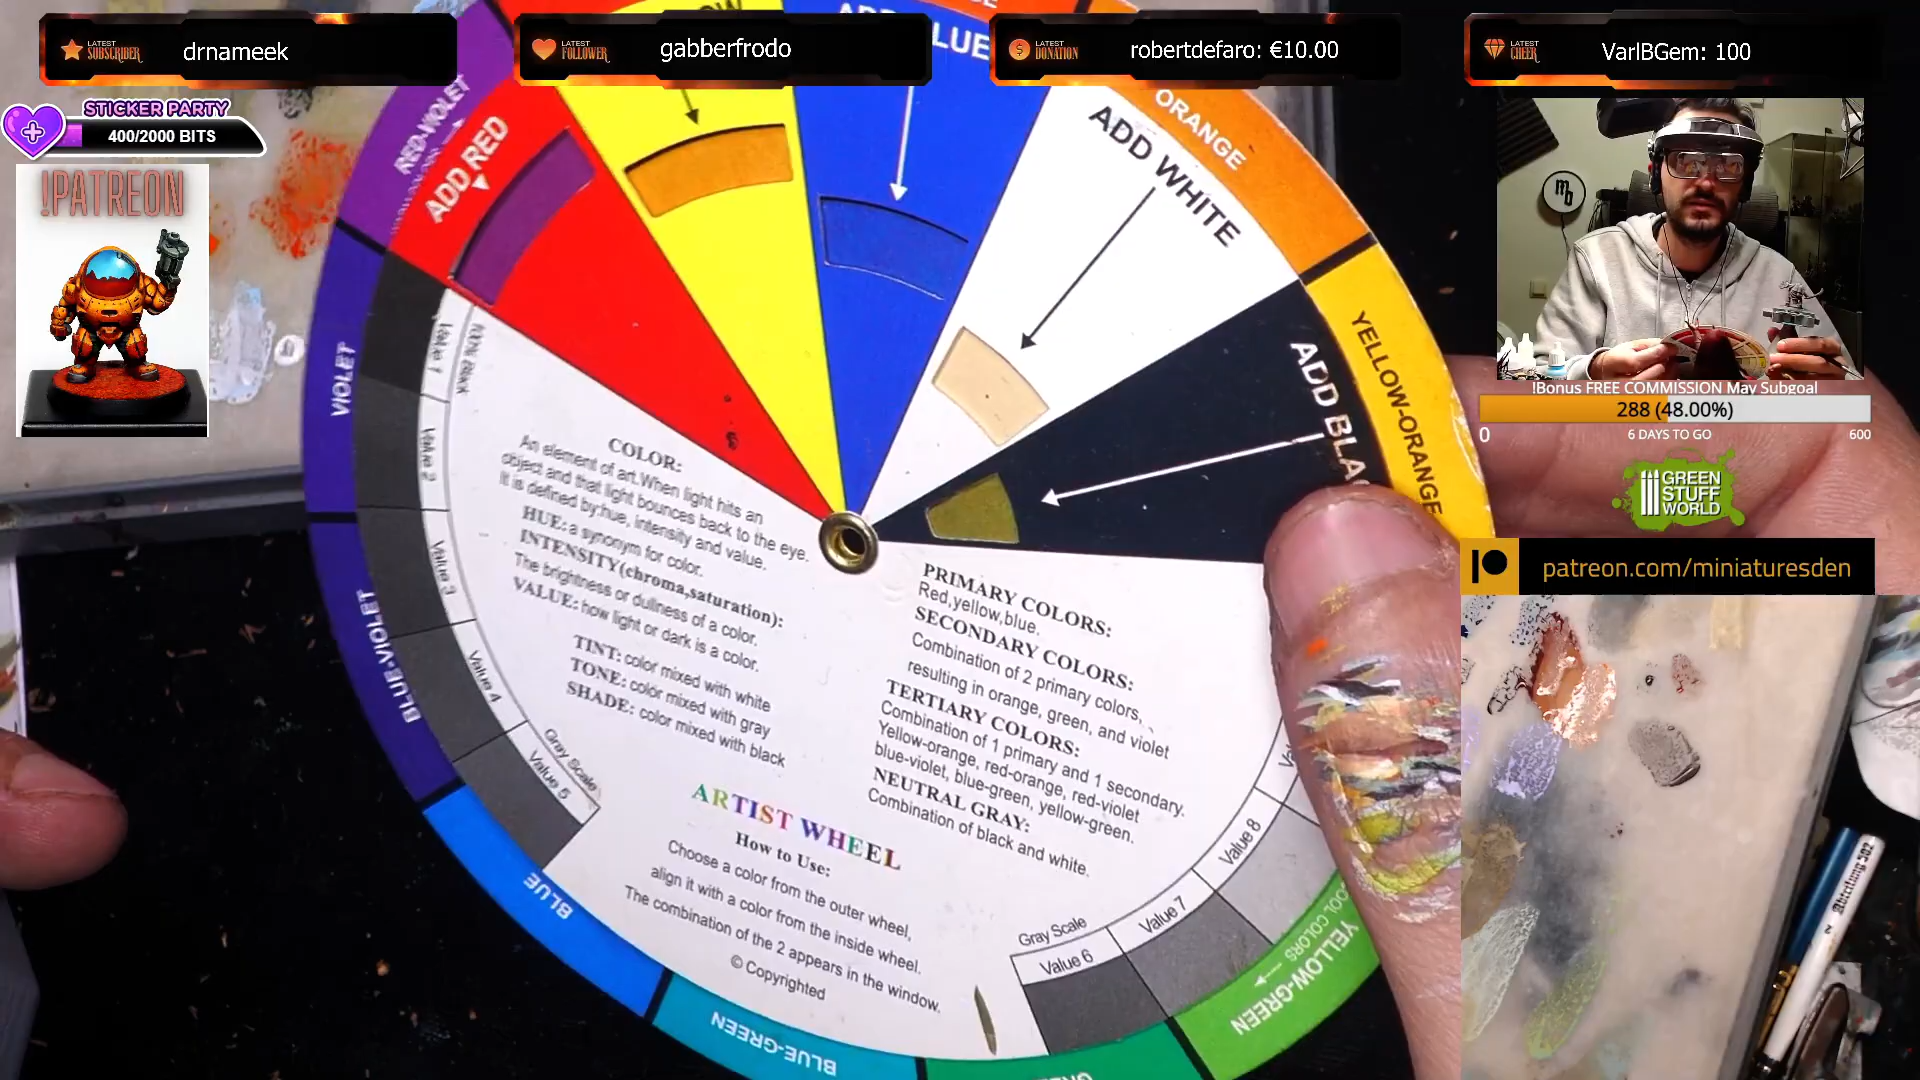 LATEST SUBSCRIBER
drnameek
LATEST FOLLOWER
gabberfrodo
LATEST DONATION
robertdefaro: €10.00
LATEST CHEER
VarlBGem: 100
STICKER PARTY
400/2000 BITS
!PATREON
RED-VIOLET
ADD RED
ADD WHITE
ORANGE
YELLOW-ORANGE
VIOLET
BLUE-VIOLET
BLUE
BLUE-GREEN
YELLOW-GREEN
Value 1
Value 2
Value 3
Value 4
Gray Scale
Value 5
COLOR:
An element of art.When light hits an
object and that light bounces back to the eye.
It is defined by:hue, intensity and value.
HUE: a synonym for color.
INTENSITY(chroma,saturation):
The brightness or dullness of a color.
VALUE: how light or dark is a color.
TINT: color mixed with white
TONE: color mixed with gray
SHADE: color mixed with black
PRIMARY COLORS:
Red,yellow,blue.
SECONDARY COLORS:
Combination of 2 primary colors,
resulting in orange, green, and violet
TERTIARY COLORS:
Combination of 1 primary and 1 secondary.
Yellow-orange, red-orange, red-violet
blue-violet, blue-green, yellow-green.
NEUTRAL GRAY:
Combination of black and white.
ARTIST WHEEL
How to Use:
Choose a color from the outer wheel,
align it with a color from the inside wheel.
The combination of the 2 appears in the window.
© Copyrighted
Gray Scale
Value 6
Value 7
Value 8
!Bonus FREE COMMISSION May Subgoal
288 (48.00%)
0
6 DAYS TO GO
600
GREEN
STUFF
WORLD
patreon.com/miniaturesden
Abteilung 502